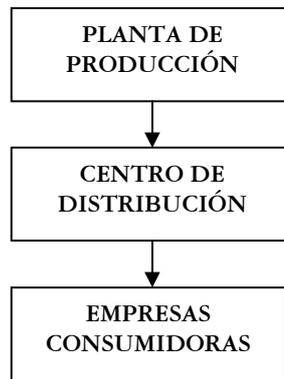 PLANTA DE
PRODUCCIÓN
CENTRO DE
DISTRIBUCIÓN
EMPRESAS
CONSUMIDORAS